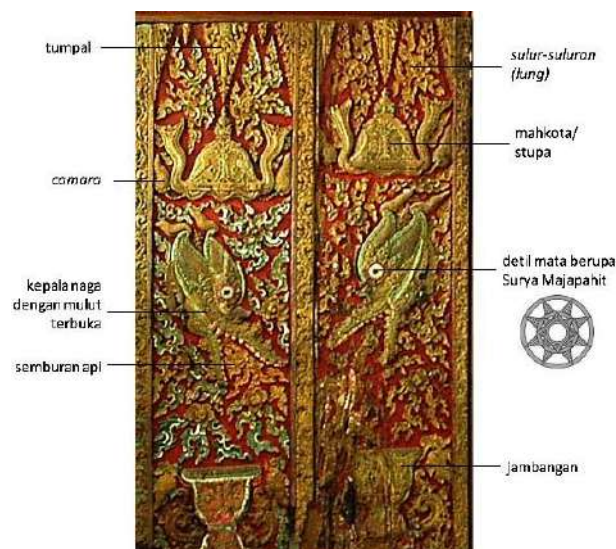 tumpal
sulur-suluran
(lung)
mahkota/
stupa
camara
kepala naga
dengan mulut
terbuka
detil mata berupa
Surya Majapahit
semburan api
jambangan